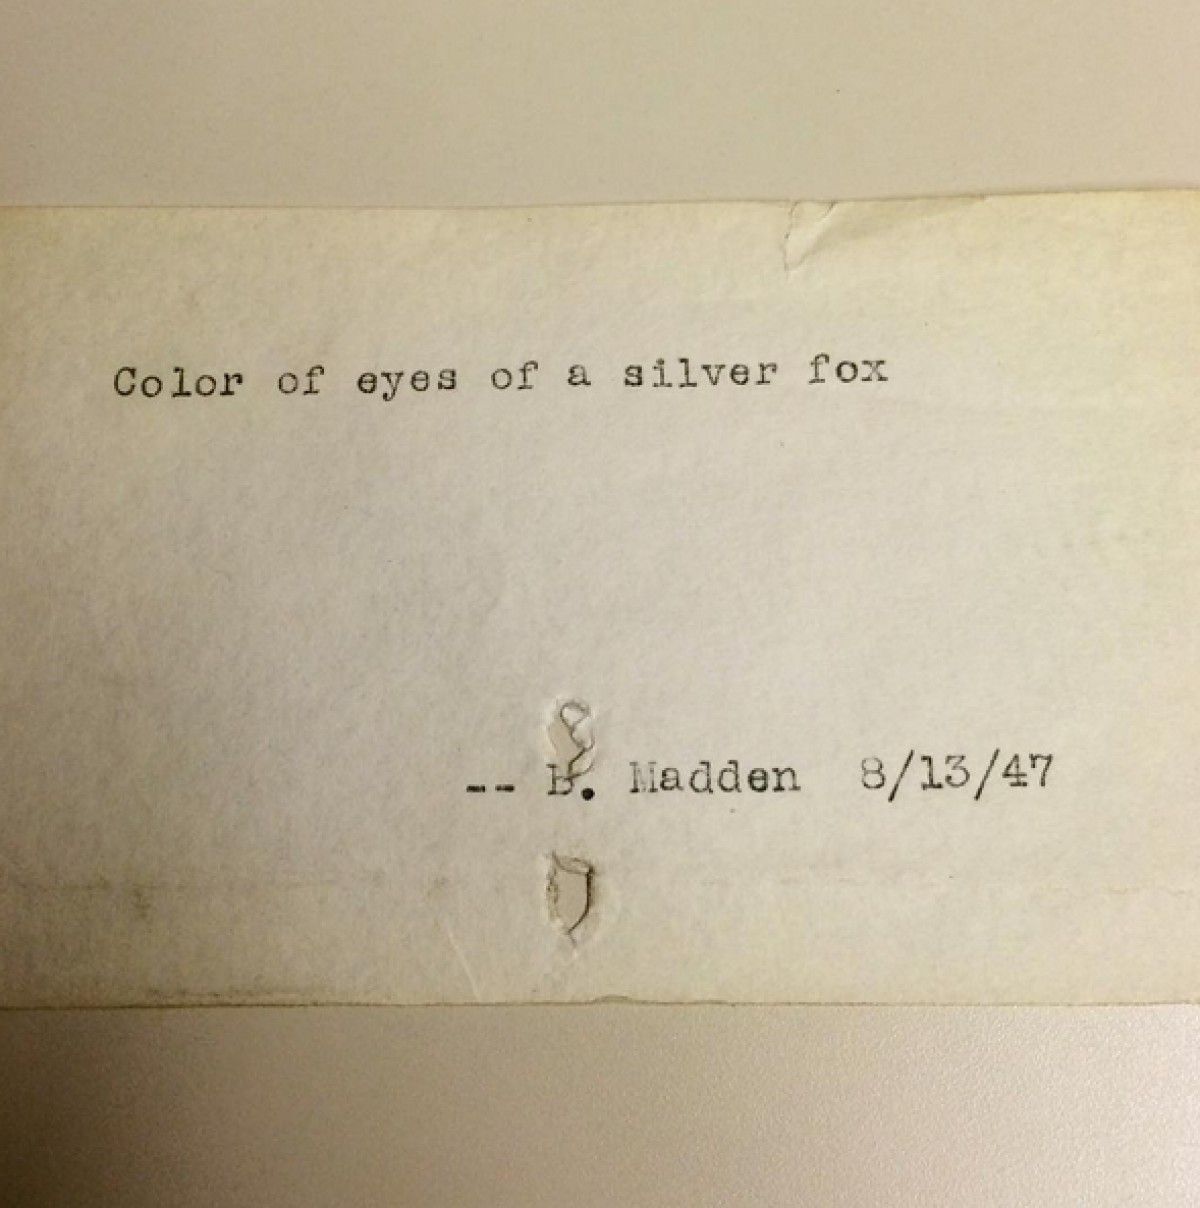 Color of eyes of a silver fox
-- B. Madden 8/13/47